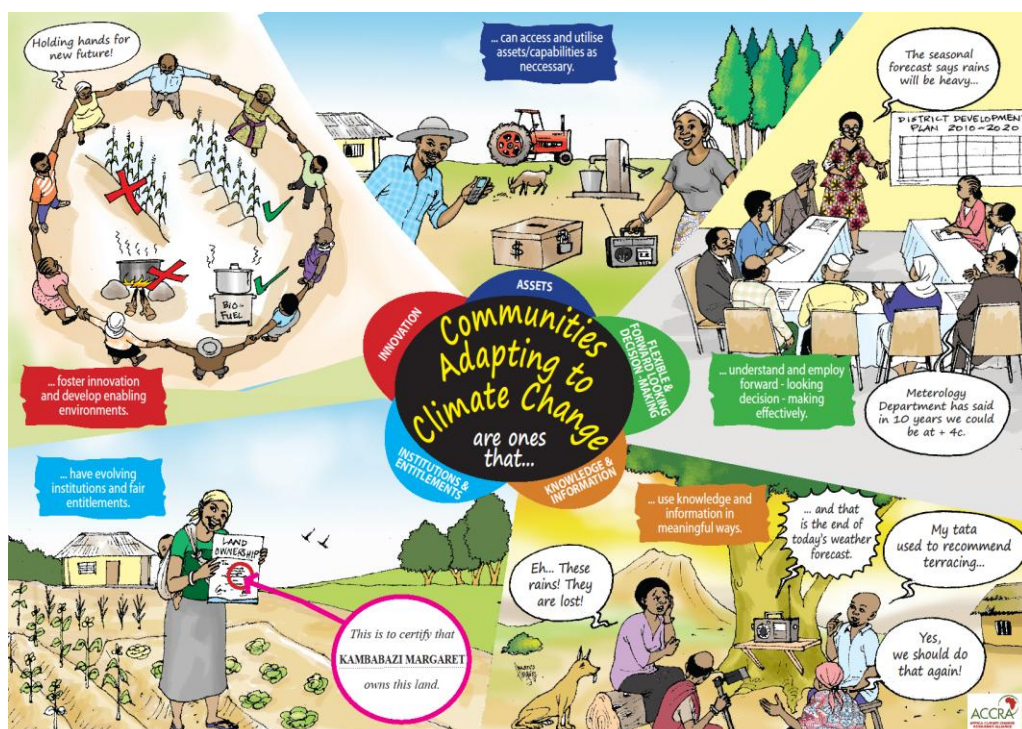 Holding hands for
new future!
BIO-
FUEL
... foster innovation
and develop enabling
environments.
... can access and utilise
assets/capabilities as
neccessary.
$
The seasonal
forecast says rains
will be heavy...
DISTRICT DEVELOPMENT
PLAN 2010-2020
... understand and employ
forward - looking
decision - making
effectively.
Meterology
Department has said
in 10 years we could
be at + 4c.
INNOVATION
ASSETS
FLEXIBLE &
FORWARD LOOKING
DECISION -MAKING
KNOWLEDGE &
INFORMATION
INSTITUTIONS &
ENTITLEMENTS
Communities
Adapting to
Climate Change
are ones
that...
... have evolving
institutions and fair
entitlements.
LAND
OWNERSHIP
This is to certify that
KAMBABAZI MARGARET
owns this land.
... use knowledge and
information in
meaningful ways.
Eh... These
rains! They
are lost!
... and that
is the end of
today's weather
forecast.
My tata
used to recommend
terracing...
Yes,
we should do
that again!
ACCRA